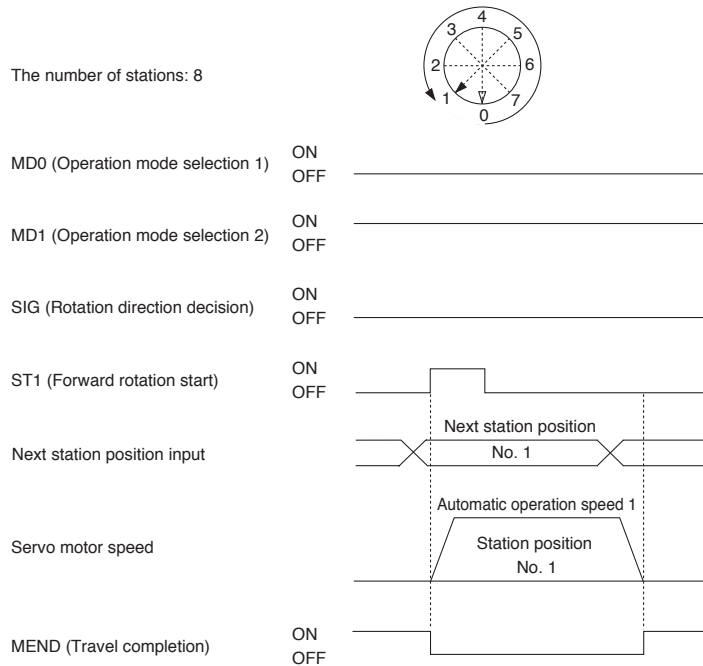 4
3 5
The number of stations: 8
2 6
1 7
0
MD0 (Operation mode selection 1)
ON
OFF
MD1 (Operation mode selection 2)
ON
OFF
SIG (Rotation direction decision)
ON
OFF
ST1 (Forward rotation start)
ON
OFF
Next station position input
Next station position
No. 1
Servo motor speed
Automatic operation speed 1
Station position
No. 1
MEND (Travel completion)
ON
OFF